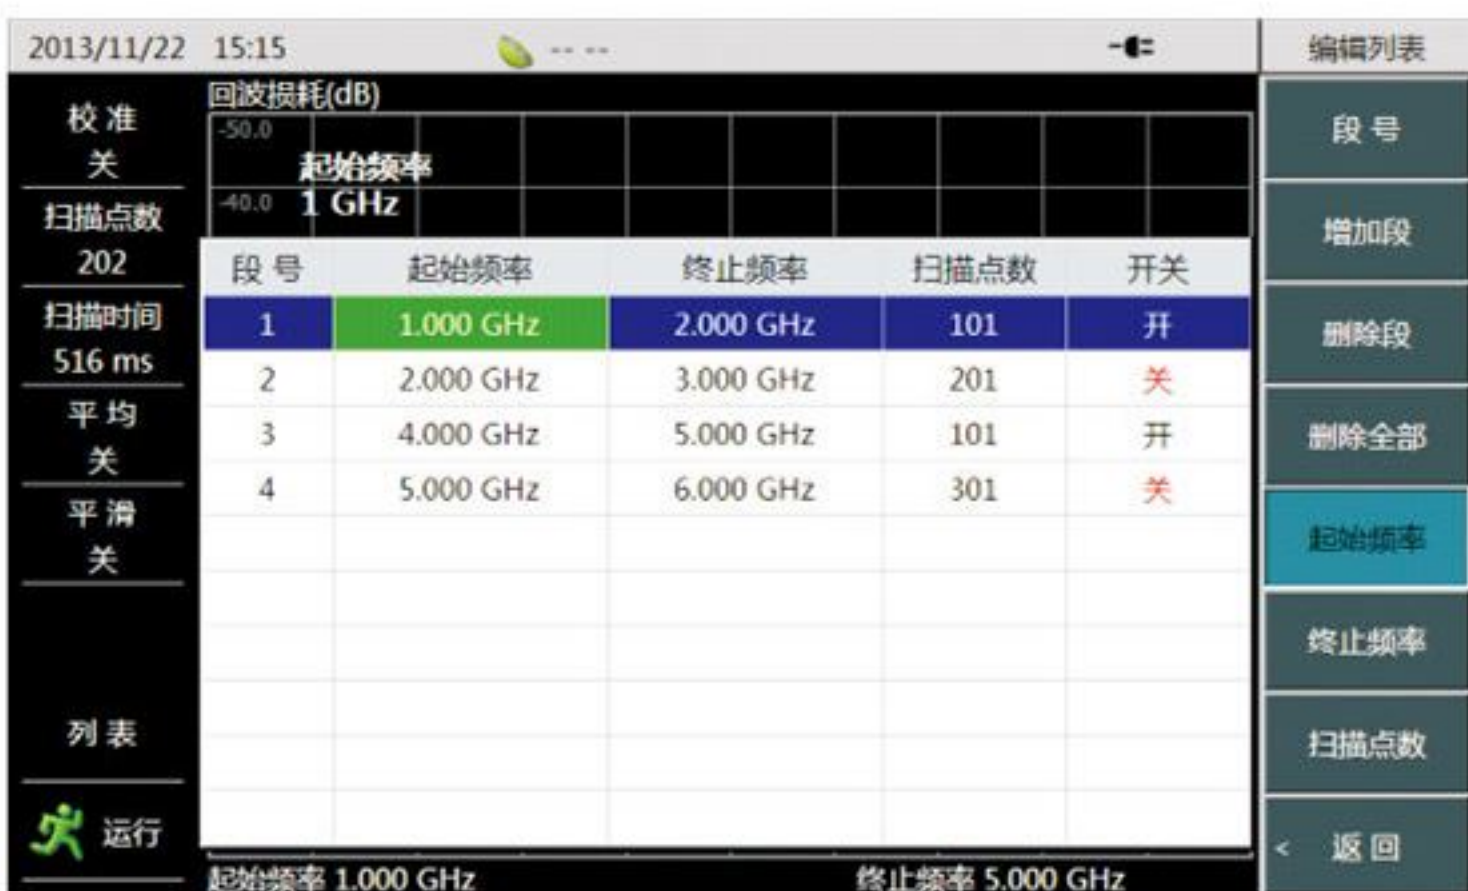 2013/11/22 15:15 -- -- 编辑列表
校准
关
扫描点数
202
扫描时间
516 ms
平均
关
平滑
关
列表
运行
回波损耗(dB)
-50.0
起始频率
-40.0 1 GHz
段号 起始频率 终止频率 扫描点数 开关
1 1.000 GHz 2.000 GHz 101 开
2 2.000 GHz 3.000 GHz 201 关
3 4.000 GHz 5.000 GHz 101 开
4 5.000 GHz 6.000 GHz 301 关
起始频率 1.000 GHz 终止频率 5.000 GHz
段号
增加段
删除段
删除全部
起始频率
终止频率
扫描点数
< 返回